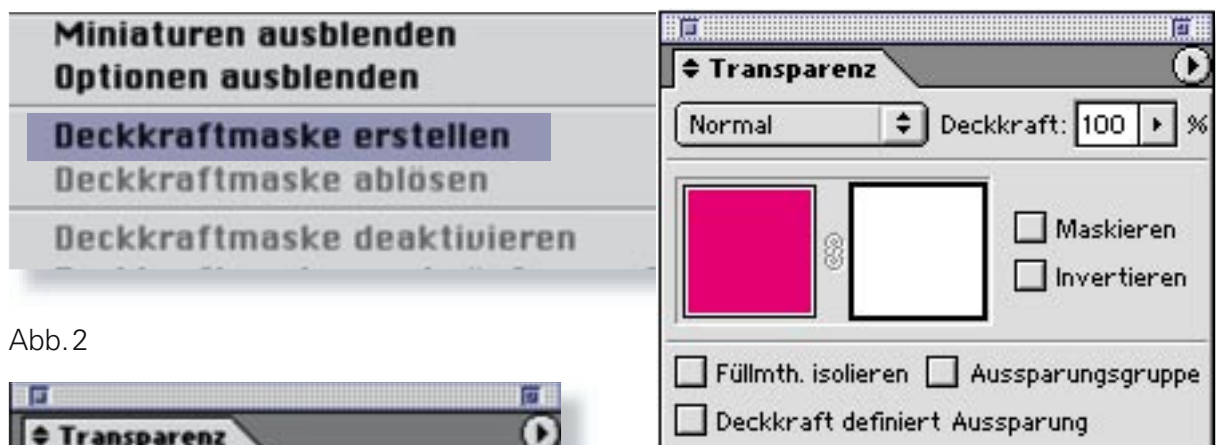 Miniaturen ausblenden
Optionen ausblenden
Deckkraftmaske erstellen
Deckkraftmaske ablösen
Deckkraftmaske deaktivieren
Abb. 2
Transparenz
Transparenz
Normal Deckkraft: 100 %
Maskieren
Invertieren
Füllmth. isolieren Aussparungsgruppe
Deckkraft definiert Aussparung